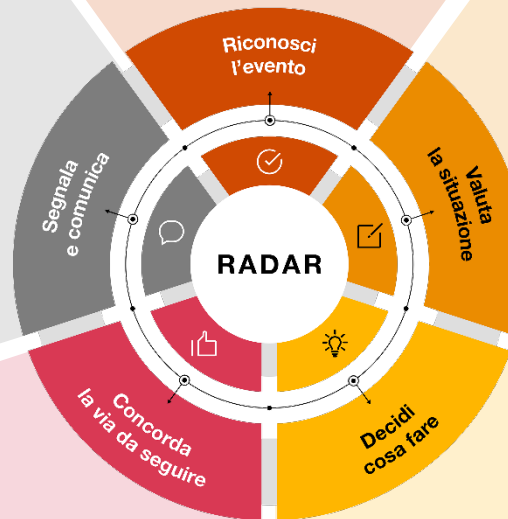 Riconosci
l'evento
Valuta
la situazione
Decidi
cosa fare
Concorda
la via da seguire
Segnala
e comunica
RADAR